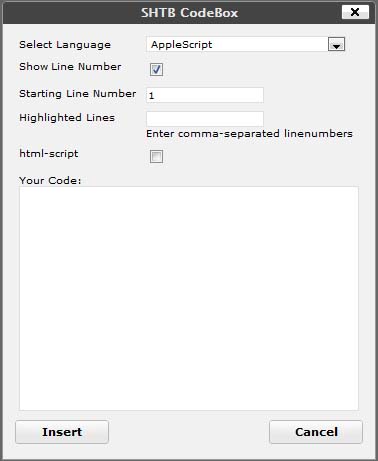 SHTB CodeBox
Select Language AppleScript
Show Line Number
Starting Line Number 1
Highlighted Lines
Enter comma-separated linenumbers
html-script
Your Code:
Insert Cancel